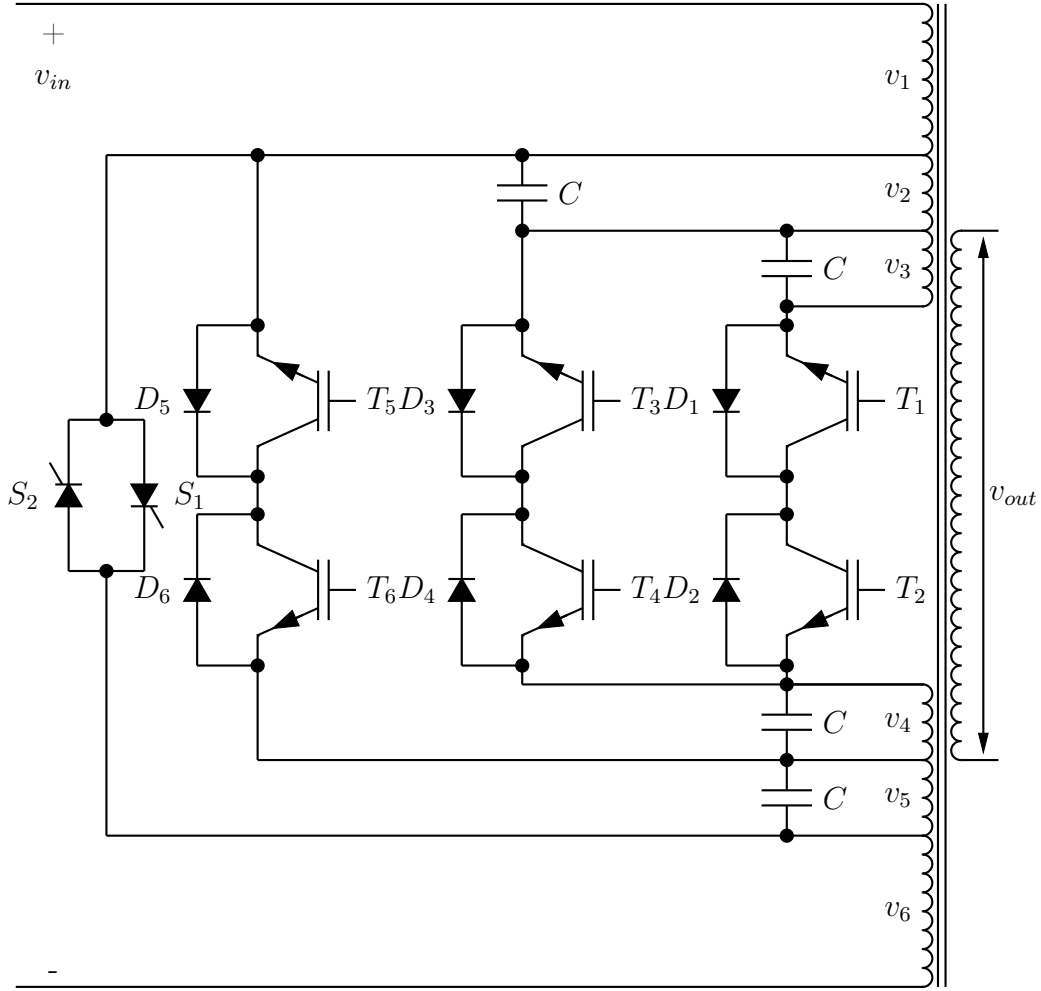 +
v_in
v_1
v_2
C
v_3
C
D_5
T_5 D_3
T_3 D_1
T_1
S_2
S_1
v_out
D_6
T_6 D_4
T_4 D_2
T_2
v_4
C
v_5
C
v_6
-